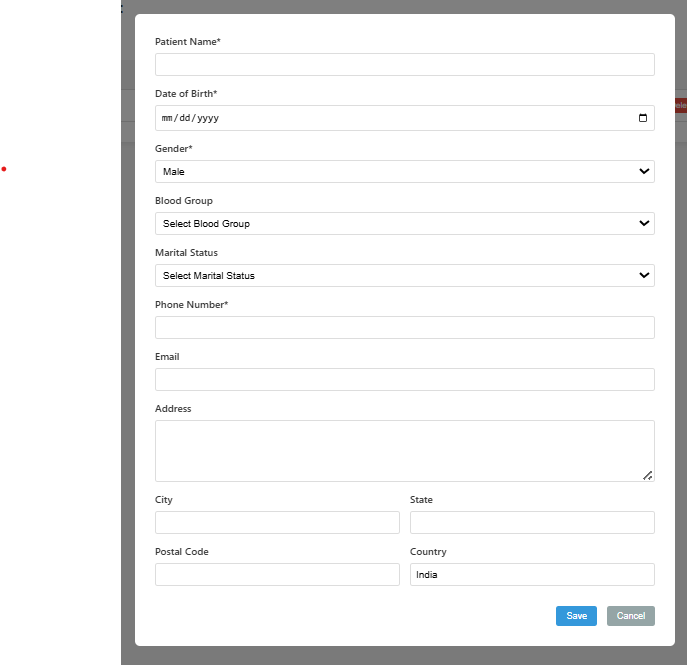 Patient Name*
Date of Birth*
mm/dd/yyyy
Gender*
Male
Blood Group
Select Blood Group
Marital Status
Select Marital Status
Phone Number*
Email
Address
City State
Postal Code Country
India
Save Cancel